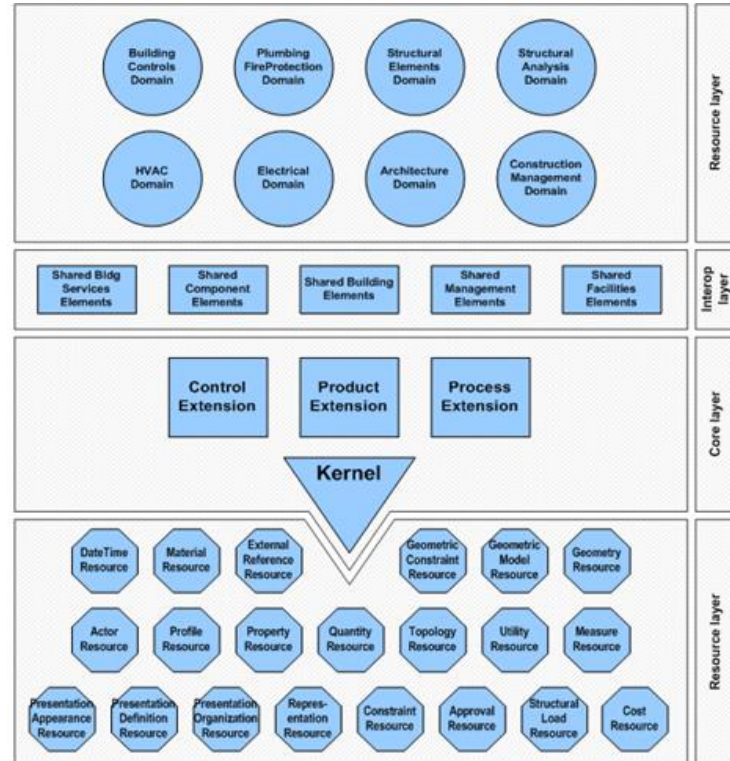 Building
Controls
Domain
Plumbing
FireProtection
Domain
Structural
Elements
Domain
Structural
Analysis
Domain
HVAC
Domain
Electrical
Domain
Architecture
Domain
Construction
Management
Domain
Resource layer
Shared Bldg
Services
Elements
Shared
Component
Elements
Shared Building
Elements
Shared
Management
Elements
Shared
Facilities
Elements
Interop
layer
Control
Extension
Product
Extension
Process
Extension
Kernel
Core layer
DateTime
Resource
Material
Resource
External
Reference
Resource
Geometric
Constraint
Resource
Geometric
Model
Resource
Geometry
Resource
Actor
Resource
Profile
Resource
Property
Resource
Quantity
Resource
Topology
Resource
Utility
Resource
Measure
Resource
Presentation
Appearance
Resource
Presentation
Definition
Resource
Presentation
Organization
Resource
Repres-
entation
Resource
Constraint
Resource
Approval
Resource
Structural
Load
Resource
Cost
Resource
Resource layer